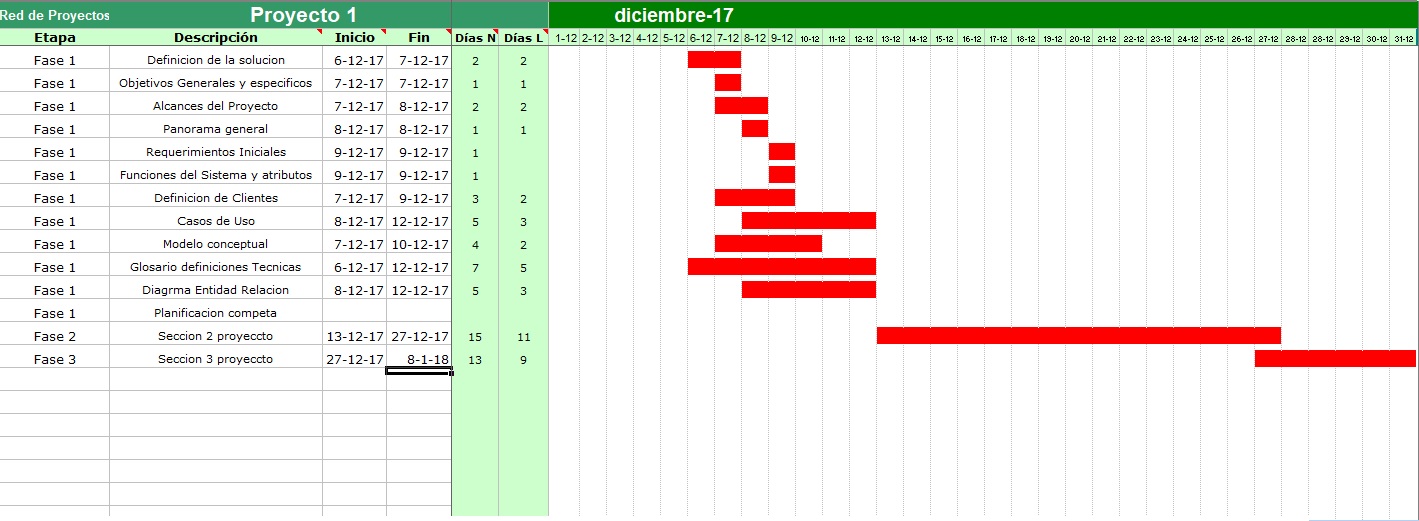 Red de Proyectos Proyecto 1 diciembre-17
Etapa Descripción Inicio Fin Días N Días L 1-12 2-12 3-12 4-12 5-12 6-12 7-12 8-12 9-12 10-12 11-12 12-12 13-12 14-12 15-12 16-12 17-12 18-12 19-12 20-12 21-12 22-12 23-12 24-12 25-12 26-12 27-12 28-12 28-12 29-12 30-12 31-12
Fase 1 Definicion de la solucion 6-12-17 7-12-17 2 2
Fase 1 Objetivos Generales y especificos 7-12-17 7-12-17 1 1
Fase 1 Alcances del Proyecto 7-12-17 8-12-17 2 2
Fase 1 Panorama general 8-12-17 8-12-17 1 1
Fase 1 Requerimientos Iniciales 9-12-17 9-12-17 1
Fase 1 Funciones del Sistema y atributos 9-12-17 9-12-17 1
Fase 1 Definicion de Clientes 7-12-17 9-12-17 3 2
Fase 1 Casos de Uso 8-12-17 12-12-17 5 3
Fase 1 Modelo conceptual 7-12-17 10-12-17 4 2
Fase 1 Glosario definiciones Tecnicas 6-12-17 12-12-17 7 5
Fase 1 Diagrma Entidad Relacion 8-12-17 12-12-17 5 3
Fase 1 Planificacion competa
Fase 2 Seccion 2 proyeccto 13-12-17 27-12-17 15 11
Fase 3 Seccion 3 proyeccto 27-12-17 8-1-18 13 9